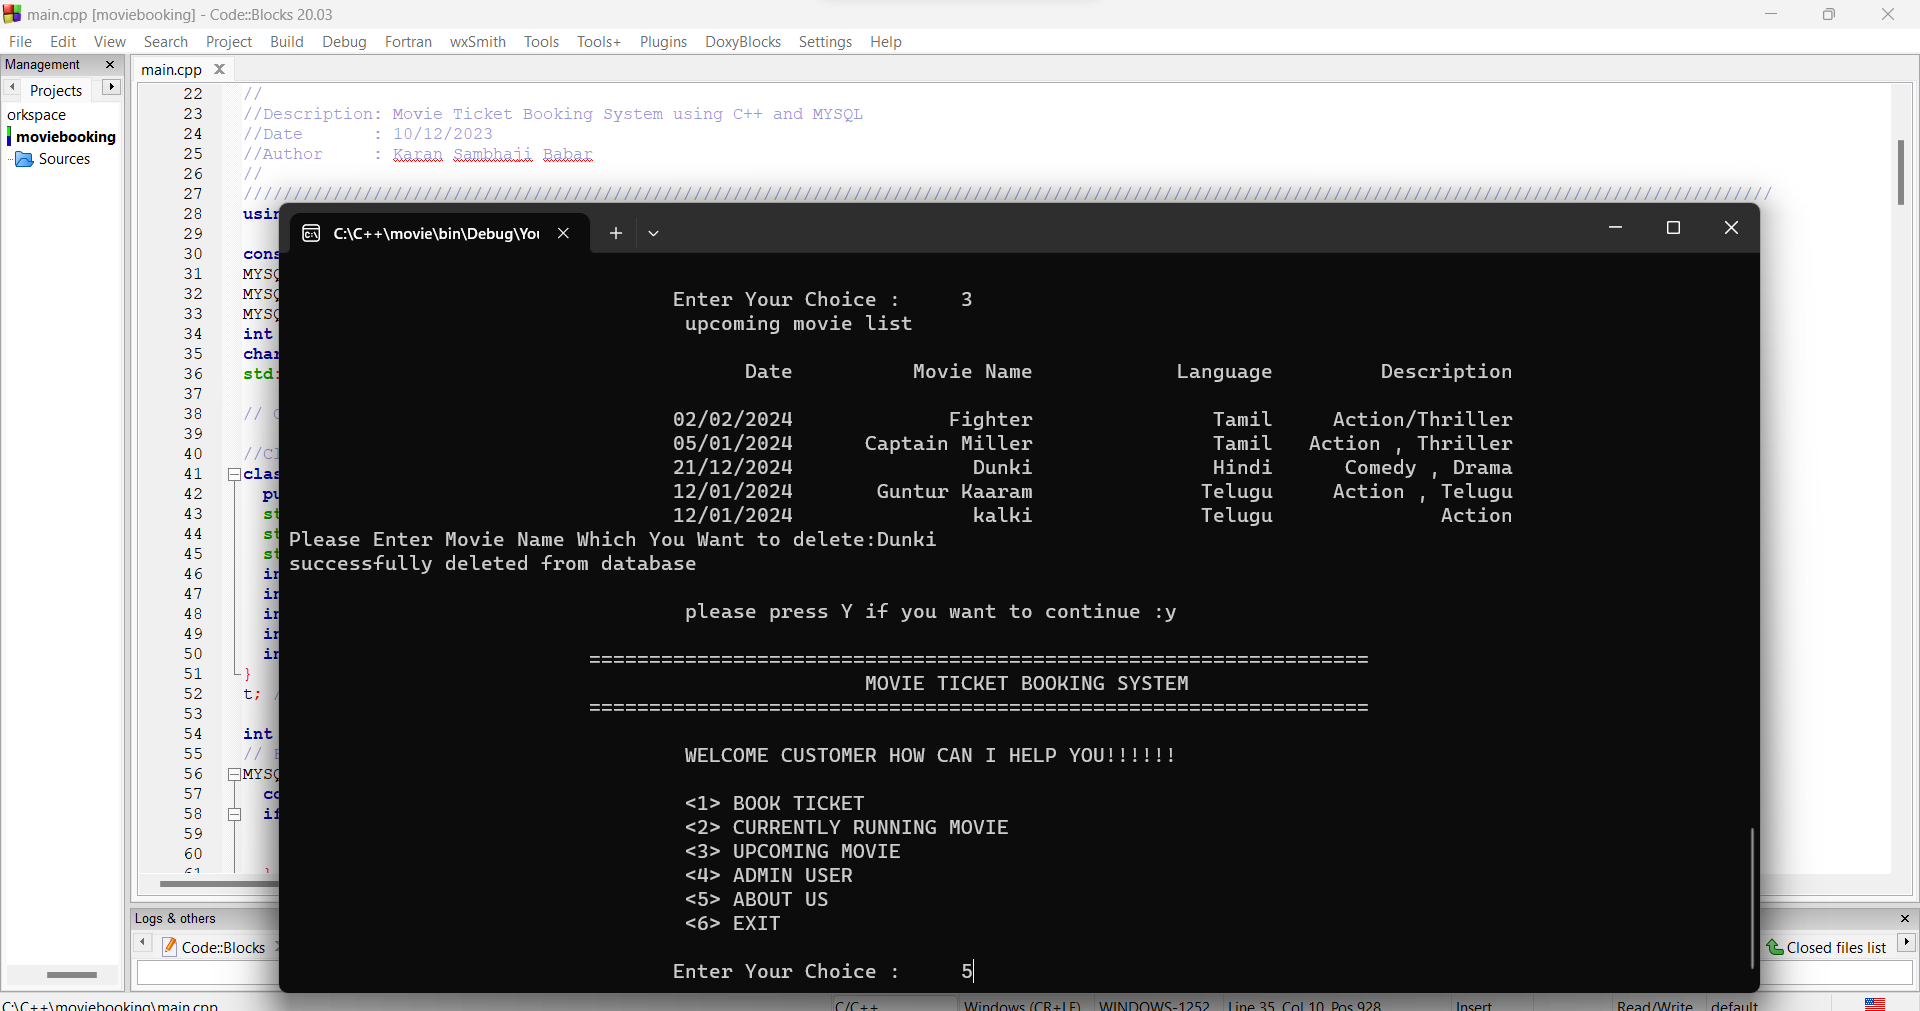 main.cpp [moviebooking] - Code::Blocks 20.03
File Edit View Search Project Build Debug Fortran wxSmith Tools Tools+ Plugins DoxyBlocks Settings Help
Management
main.cpp
Projects
orkspace
moviebooking
Sources
22 //
23 //Description: Movie Ticket Booking System using C++ and MYSQL
24 //Date : 10/12/2023
25 //Author : Karan Sambhaji Babar
26 //
27 ////////////////////////////////////////////////////////////////////////////////////////////////////////////////////////////////////////////////////////
28 usin
29
30 cons
31 MYSQ
32 MYSQ
33 MYSQ
34 int
35 char
36 std:
37
38 //
39
40 //Cl
41 clas
42 pu
43 st
44 st
45 st
46 in
47 in
48 in
49 in
50 in
51 }
52 t; /
53
54 int
55 //
56 MYSQ
57 co
58 if
59
60
61
C:\C++\movie\bin\Debug\You
Enter Your Choice : 3
upcoming movie list
Date Movie Name Language Description
02/02/2024 Fighter Tamil Action/Thriller
05/01/2024 Captain Miller Tamil Action , Thriller
21/12/2024 Dunki Hindi Comedy , Drama
12/01/2024 Guntur Kaaram Telugu Action , Telugu
12/01/2024 kalki Telugu Action
Please Enter Movie Name Which You Want to delete:Dunki
successfully deleted from database
please press Y if you want to continue :y
=================================================================
MOVIE TICKET BOOKING SYSTEM
=================================================================
WELCOME CUSTOMER HOW CAN I HELP YOU!!!!!!
<1> BOOK TICKET
<2> CURRENTLY RUNNING MOVIE
<3> UPCOMING MOVIE
<4> ADMIN USER
<5> ABOUT US
<6> EXIT
Enter Your Choice : 5
Logs & others
Code::Blocks
Closed files list
C:\C++\moviebooking\main.cpp C/C++ Windows (CR+LF) WINDOWS-1252 Line 35, Col 10, Pos 928 Insert Read/Write default